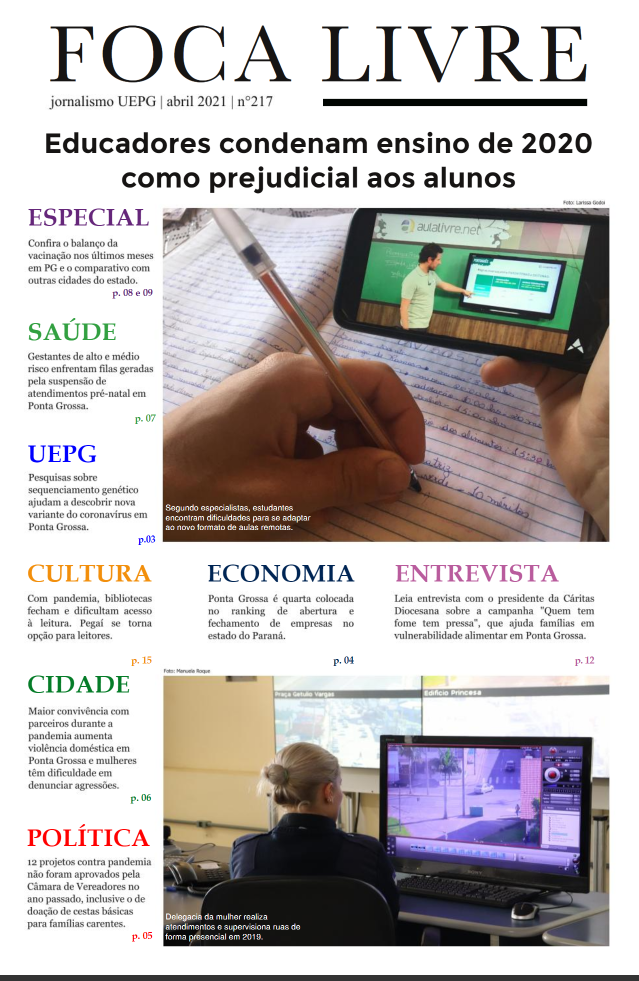 FOCA LIVRE
jornalismo UEPG | abril 2021 | n°217
Educadores condenam ensino de 2020
como prejudicial aos alunos
Foto: Larissa Godoi
ESPECIAL
Confira o balanço da
vacinação nos últimos meses
em PG e o comparativo com
outras cidades do estado.
p. 08 e 09
SAÚDE
Gestantes de alto e médio
risco enfrentam filas geradas
pela suspensão de
atendimentos pré-natal em
Ponta Grossa.
p. 07
UEPG
Pesquisas sobre
sequenciamento genético
ajudam a descobrir nova
variante do coronavírus em
Ponta Grossa.
p.03
aulalivre.net
Segundo especialistas, estudantes
encontram dificuldades para se adaptar
ao novo formato de aulas remotas.
CULTURA
Com pandemia, bibliotecas
fecham e dificultam acesso
à leitura. Pegaí se torna
opção para leitores.
p. 15
ECONOMIA
Ponta Grossa é quarta colocada
no ranking de abertura e
fechamento de empresas no
estado do Paraná.
p. 04
ENTREVISTA
Leia entrevista com o presidente da Cáritas
Diocesana sobre a campanha "Quem tem
fome tem pressa", que ajuda famílias em
vulnerabilidade alimentar em Ponta Grossa.
p. 12
CIDADE
Maior convivência com
parceiros durante a
pandemia aumenta
violência doméstica em
Ponta Grossa e mulheres
têm dificuldade em
denunciar agressões.
p. 06
POLÍTICA
12 projetos contra pandemia
não foram aprovados pela
Câmara de Vereadores no
ano passado, inclusive o de
doação de cestas básicas
para famílias carentes.
p. 05
Foto: Manuela Roque
Praça Getulio Vargas
Edifício Princesa
Delegacia da mulher realiza
atendimentos e supervisiona ruas de
forma presencial em 2019.